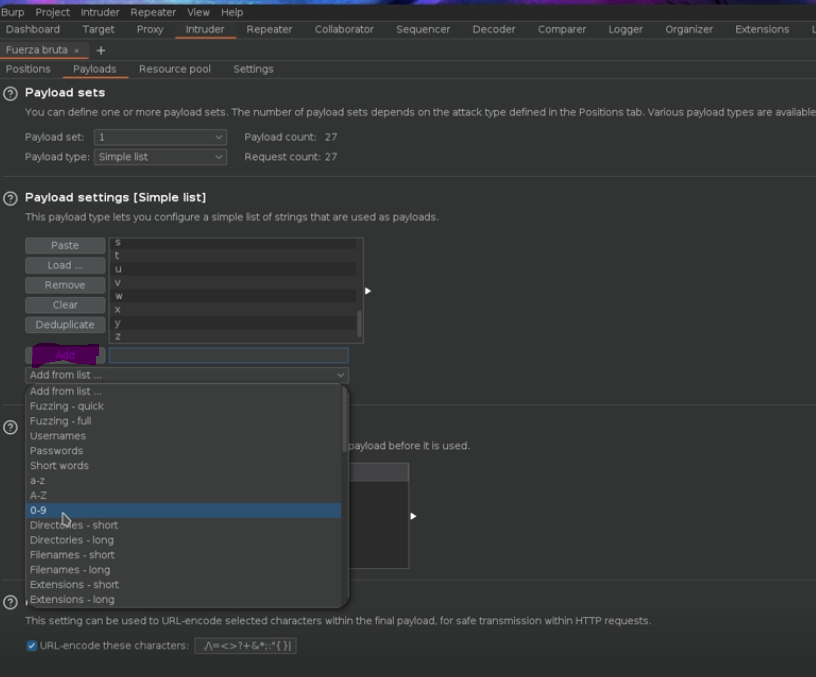 Burp Project Intruder Repeater View Help
Dashboard Target Proxy Intruder Repeater Collaborator Sequencer Decoder Comparer Logger Organizer Extensions L
Fuerza bruta × +
Positions Payloads Resource pool Settings
? Payload sets
You can define one or more payload sets. The number of payload sets depends on the attack type defined in the Positions tab. Various payload types are available
Payload set: 1 Payload count: 27
Payload type: Simple list Request count: 27
? Payload settings [Simple list]
This payload type lets you configure a simple list of strings that are used as payloads.
Paste
Load ...
Remove
Clear
Deduplicate
s
t
u
v
w
x
y
z
Add
Add from list ...
Add from list ...
Fuzzing - quick
Fuzzing - full
Usernames
Passwords
Short words
a-z
A-Z
0-9
Directories - short
Directories - long
Filenames - short
Filenames - long
Extensions - short
Extensions - long
?
payload before it is used.
?
This setting can be used to URL-encode selected characters within the final payload, for safe transmission within HTTP requests.
URL-encode these characters: